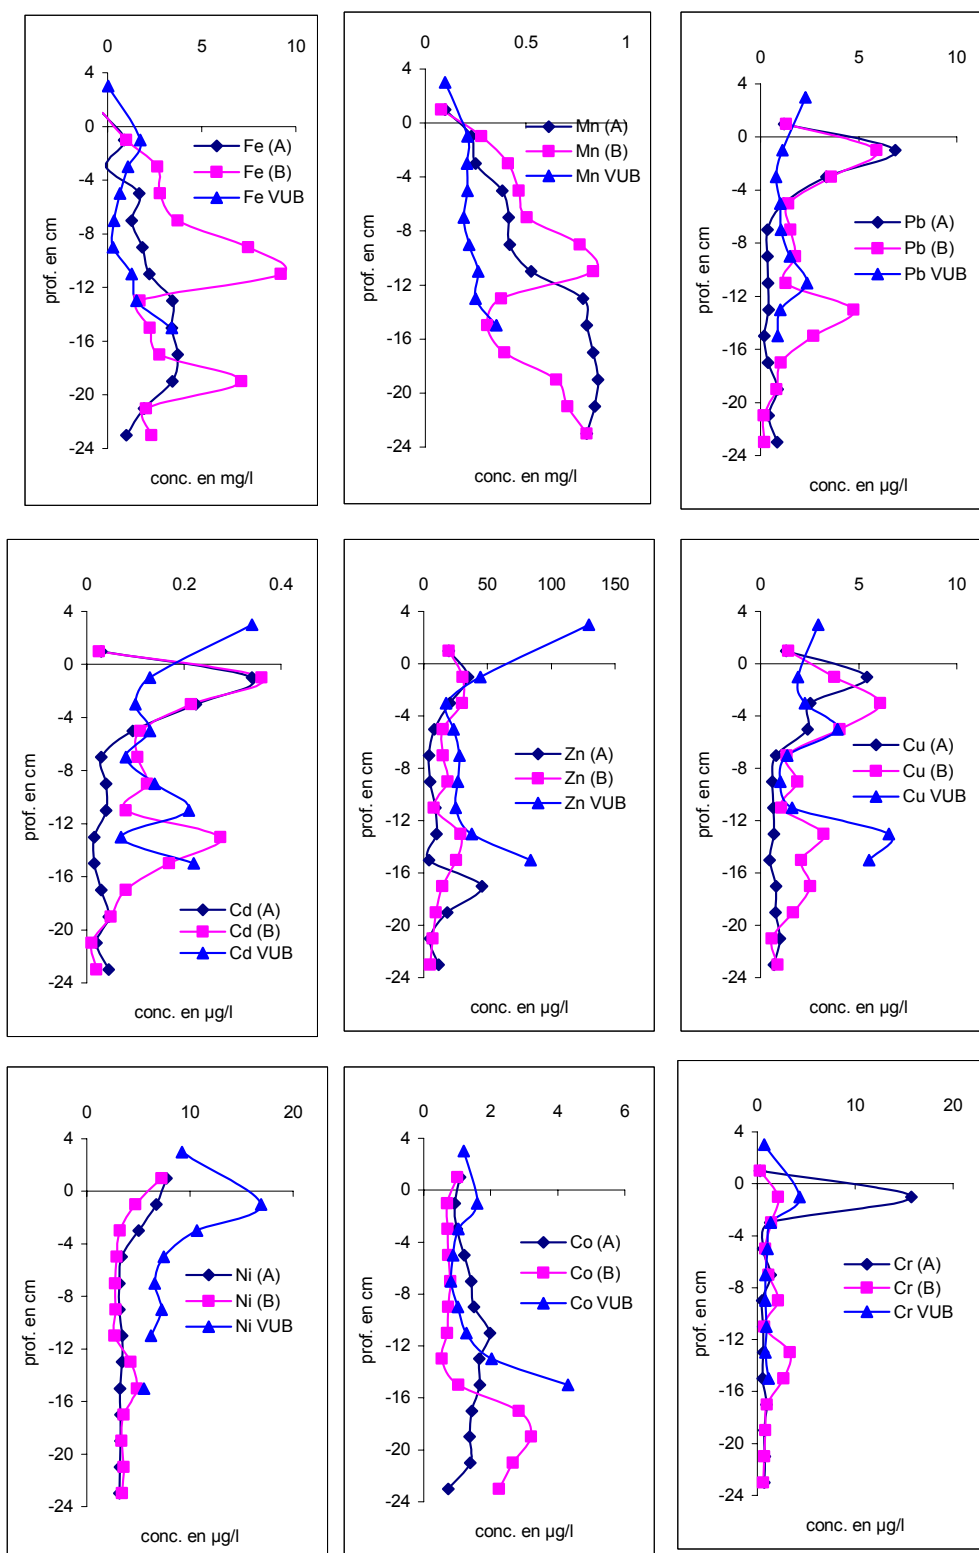 0 5 10
4
0
-4
-8
-12
-16
-20
-24
prof. en cm
Fe (A)
Fe (B)
Fe VUB
conc. en mg/l
0 0.5 1
4
0
-4
-8
-12
-16
-20
-24
prof. en cm
Mn (A)
Mn (B)
Mn VUB
conc. en mg/l
0 5 10
4
0
-4
-8
-12
-16
-20
-24
prof. en cm
Pb (A)
Pb (B)
Pb VUB
conc. en µg/l
0 0.2 0.4
4
0
-4
-8
-12
-16
-20
-24
prof. en cm
Cd (A)
Cd (B)
Cd VUB
conc. en µg/l
0 50 100 150
4
0
-4
-8
-12
-16
-20
-24
prof. en cm
Zn (A)
Zn (B)
Zn VUB
conc. en µg/l
0 5 10
4
0
-4
-8
-12
-16
-20
-24
prof. en cm
Cu (A)
Cu (B)
Cu VUB
conc. en µg/l
0 10 20
4
0
-4
-8
-12
-16
-20
-24
prof. en cm
Ni (A)
Ni (B)
Ni VUB
conc. en µg/l
0 2 4 6
4
0
-4
-8
-12
-16
-20
-24
prof. en cm
Co (A)
Co (B)
Co VUB
conc. en µg/l
0 10 20
4
0
-4
-8
-12
-16
-20
-24
prof. en cm
Cr (A)
Cr (B)
Cr VUB
conc. en µg/l